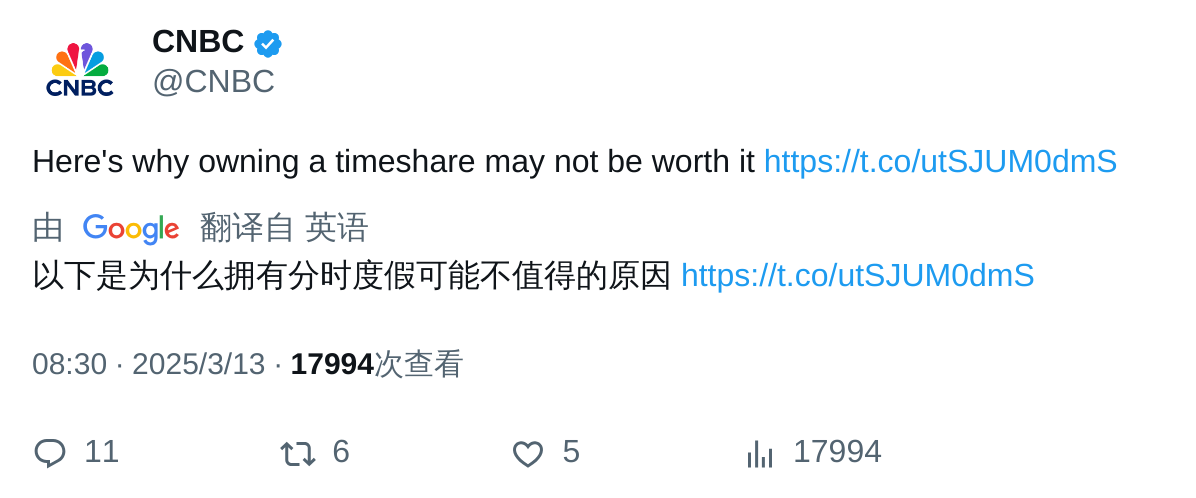 CNBC
CNBC
@CNBC
Here's why owning a timeshare may not be worth it https://t.co/utSJUM0dmS
由 Google 翻译自 英语
以下是为什么拥有分时度假可能不值得的原因 https://t.co/utSJUM0dmS
08:30 · 2025/3/13 · 17994次查看
11 6 5 17994